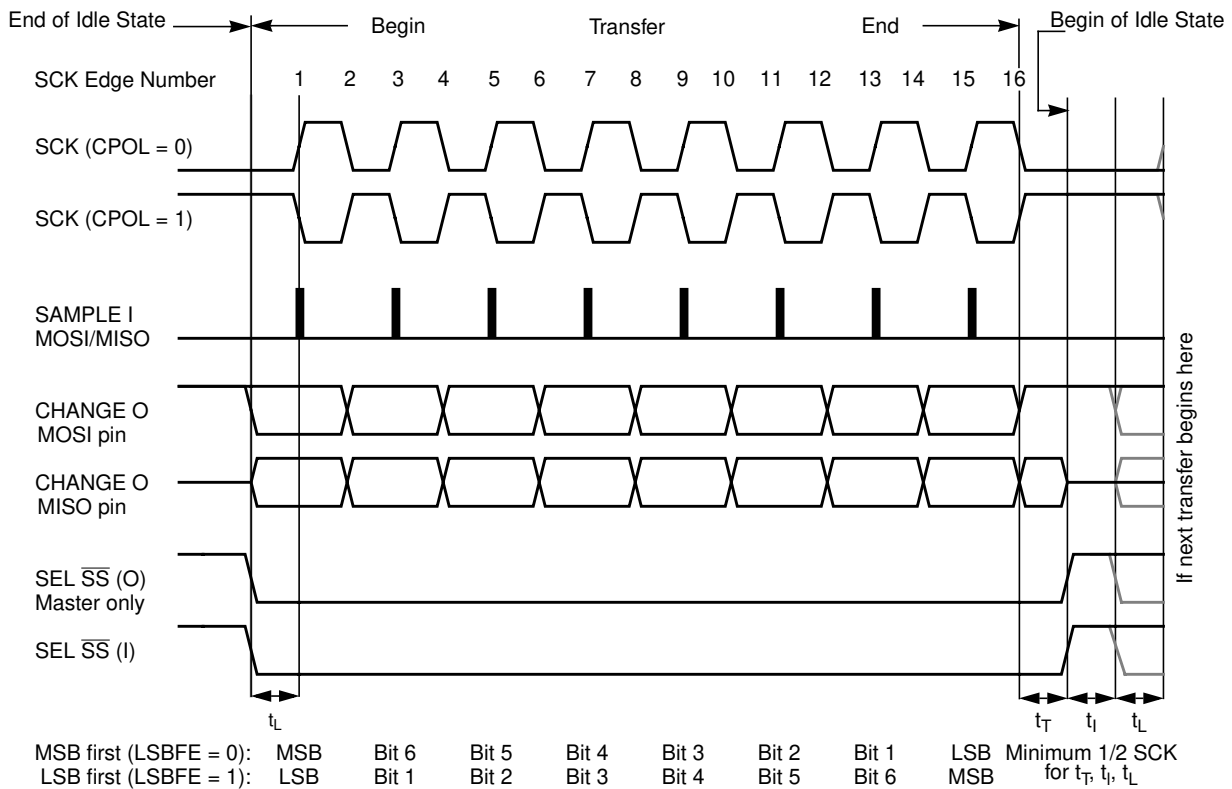 End of Idle State
Begin
Transfer
End
Begin of Idle State
SCK Edge Number
1 2 3 4 5 6 7 8 9 10 11 12 13 14 15 16
SCK (CPOL = 0)
SCK (CPOL = 1)
SAMPLE I
MOSI/MISO
CHANGE O
MOSI pin
CHANGE O
MISO pin
SEL S̅S̅ (O)
Master only
SEL S̅S̅ (I)
If next transfer begins here
tL
tT
tI
tL
MSB first (LSBFE = 0): MSB Bit 6 Bit 5 Bit 4 Bit 3 Bit 2 Bit 1 LSB
LSB first (LSBFE = 1): LSB Bit 1 Bit 2 Bit 3 Bit 4 Bit 5 Bit 6 MSB
Minimum 1/2 SCK
for tT, tI, tL